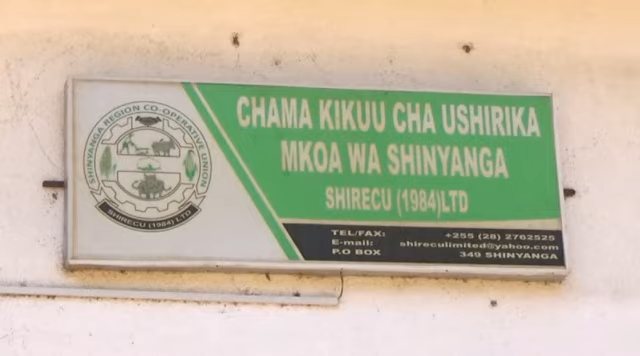 SHINYANGA REGION CO-OPERATIVE UNION
SHIRECU (1984) LTD
CHAMA KIKUU CHA USHIRIKA
MKOA WA SHINYANGA
SHIRECU (1984)LTD
TEL/FAX: +255 (28) 2762525
E-mail: shireculimited@yahoo.com
P.O BOX 349 SHINYANGA